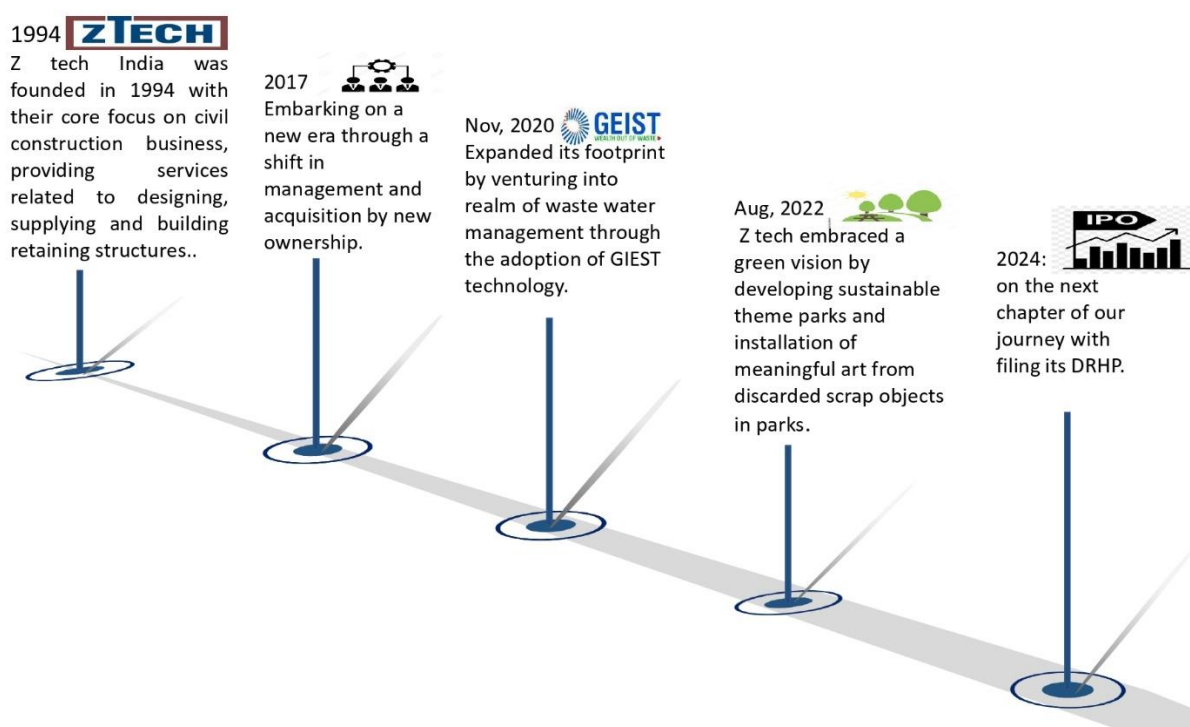 1994 ZTECH
Z tech India was
founded in 1994 with
their core focus on civil
construction business,
providing services
related to designing,
supplying and building
retaining structures..
2017
Embarking on a
new era through a
shift in
management and
acquisition by new
ownership.
Nov, 2020 GEIST
WEALTH OUT OF WASTE
Expanded its footprint
by venturing into
realm of waste water
management through
the adoption of GIEST
technology.
Aug, 2022
Z tech embraced a
green vision by
developing sustainable
theme parks and
installation of
meaningful art from
discarded scrap objects
in parks.
IPO
2024:
on the next
chapter of our
journey with
filing its DRHP.